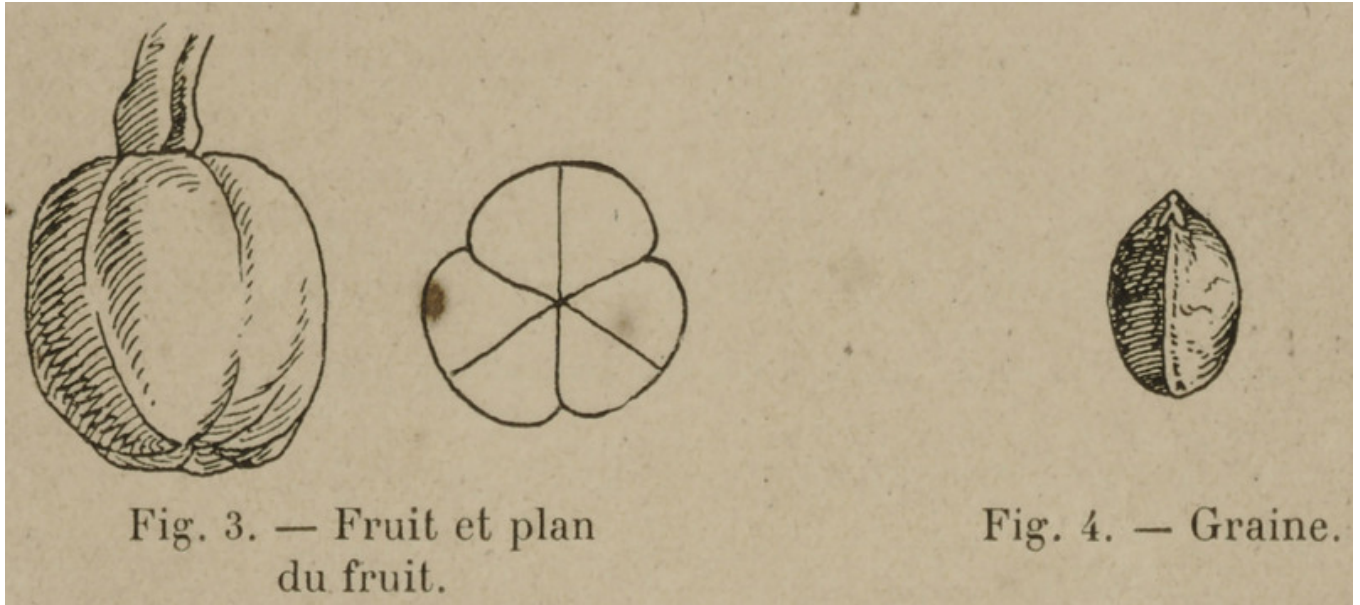 Fig. 3. — Fruit et plan
du fruit.
Fig. 4. — Graine.